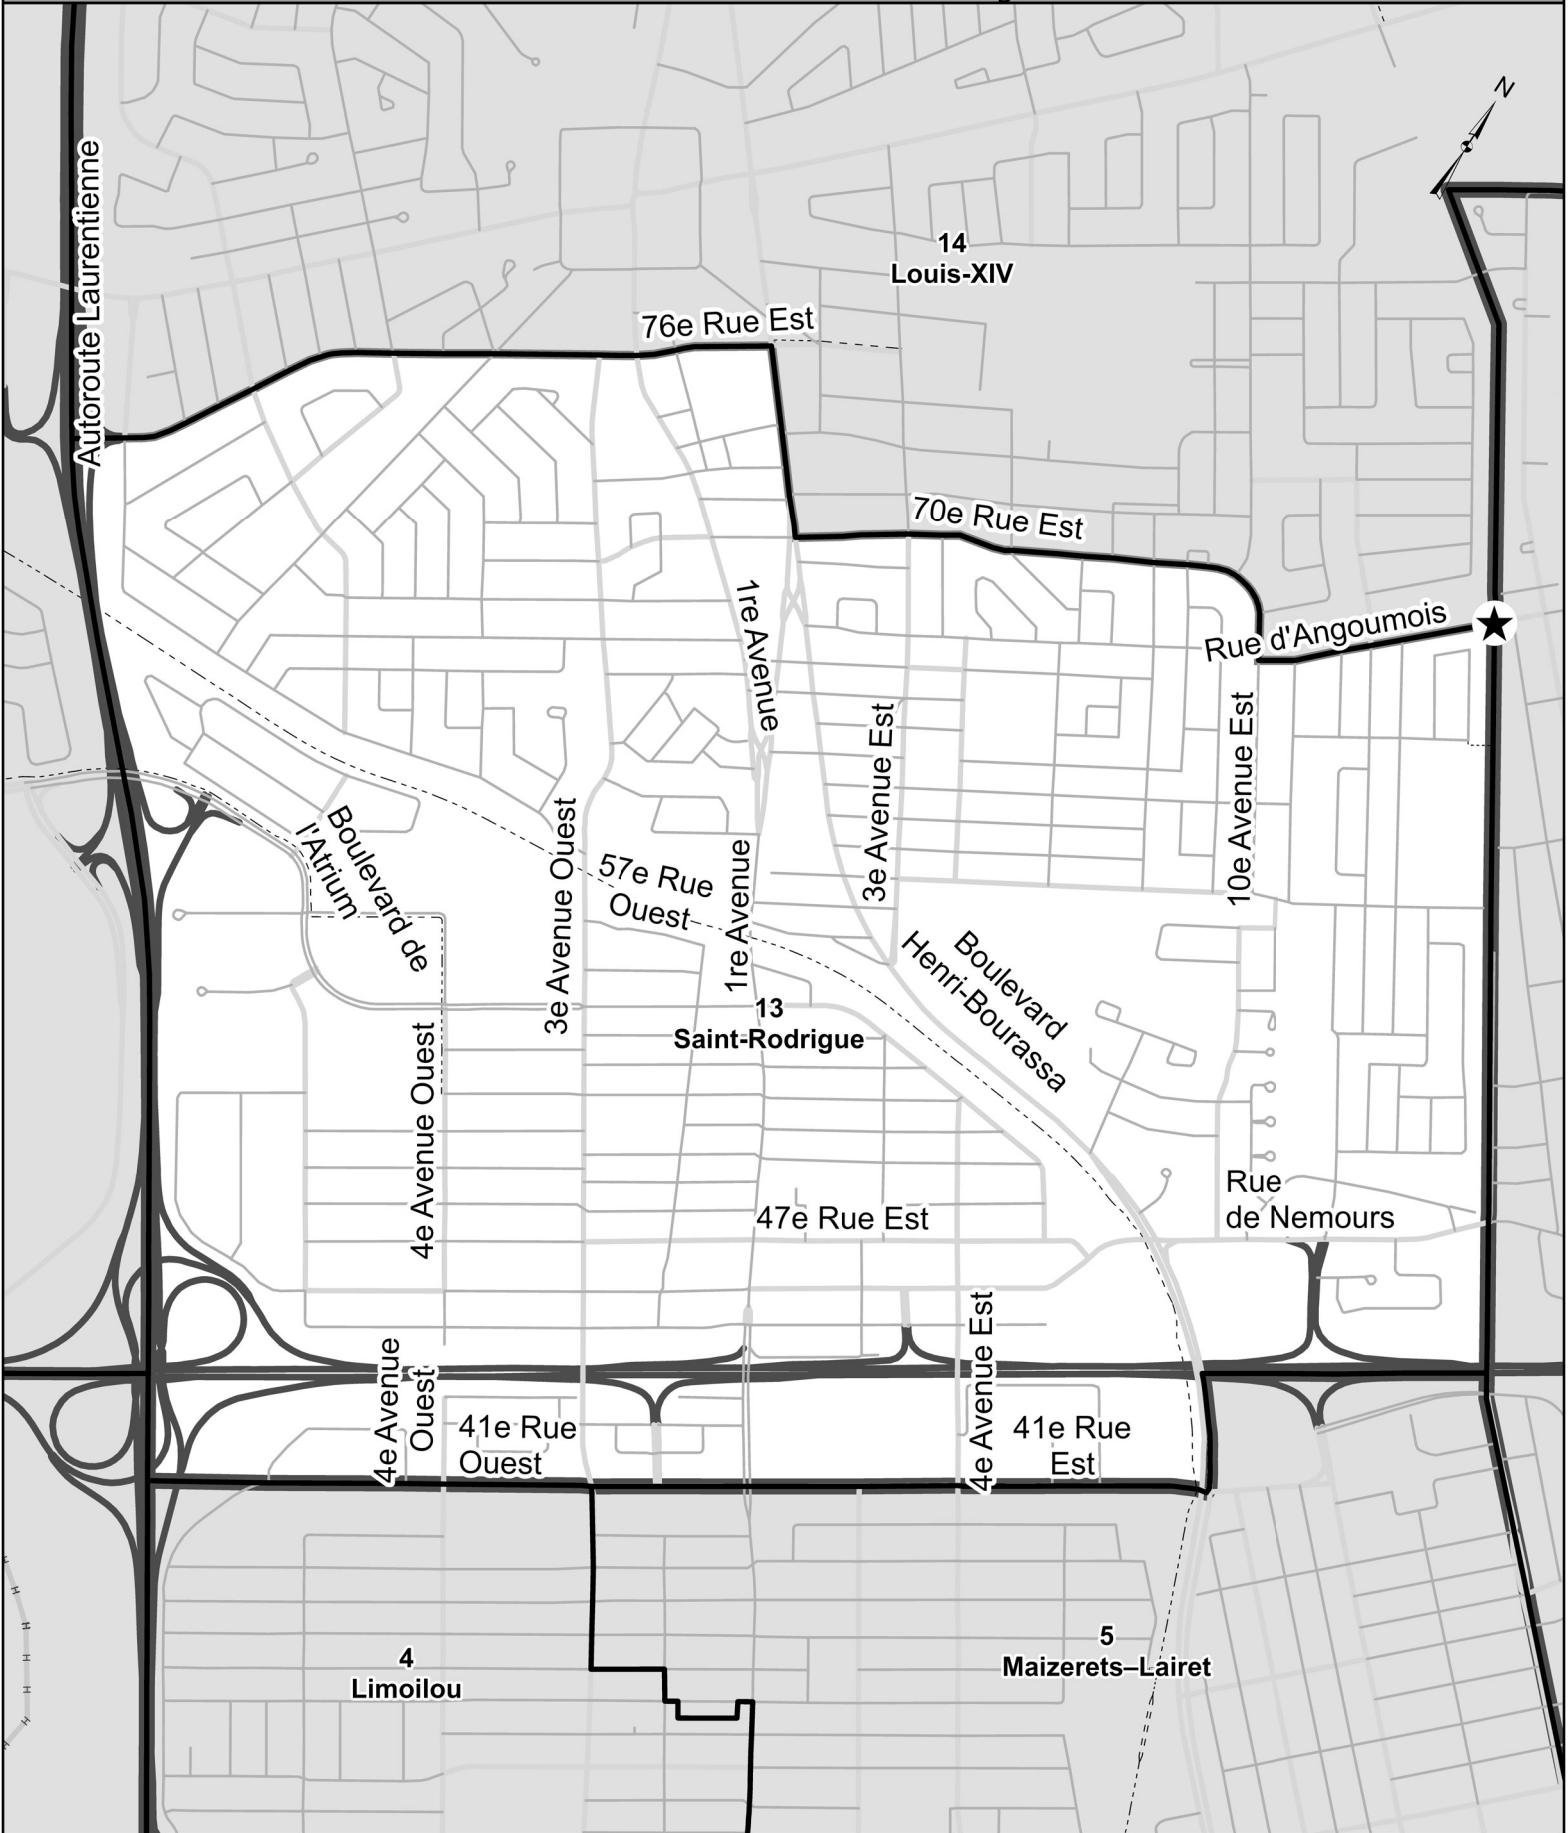 N
Autoroute Laurentienne
14
Louis-XIV
76e Rue Est
70e Rue Est
1re Avenue
Rue d'Angoumois
3e Avenue Est
10e Avenue Est
Boulevard de
l'Atrium
3e Avenue Ouest
57e Rue
Ouest
1re Avenue
Boulevard
Henri-Bourassa
13
Saint-Rodrigue
4e Avenue Ouest
Rue
de Nemours
47e Rue Est
4e Avenue
Ouest
41e Rue
Ouest
4e Avenue Est
41e Rue
Est
4
Limoilou
5
Maizerets–Lairet
H
H
H
H
H
H
H